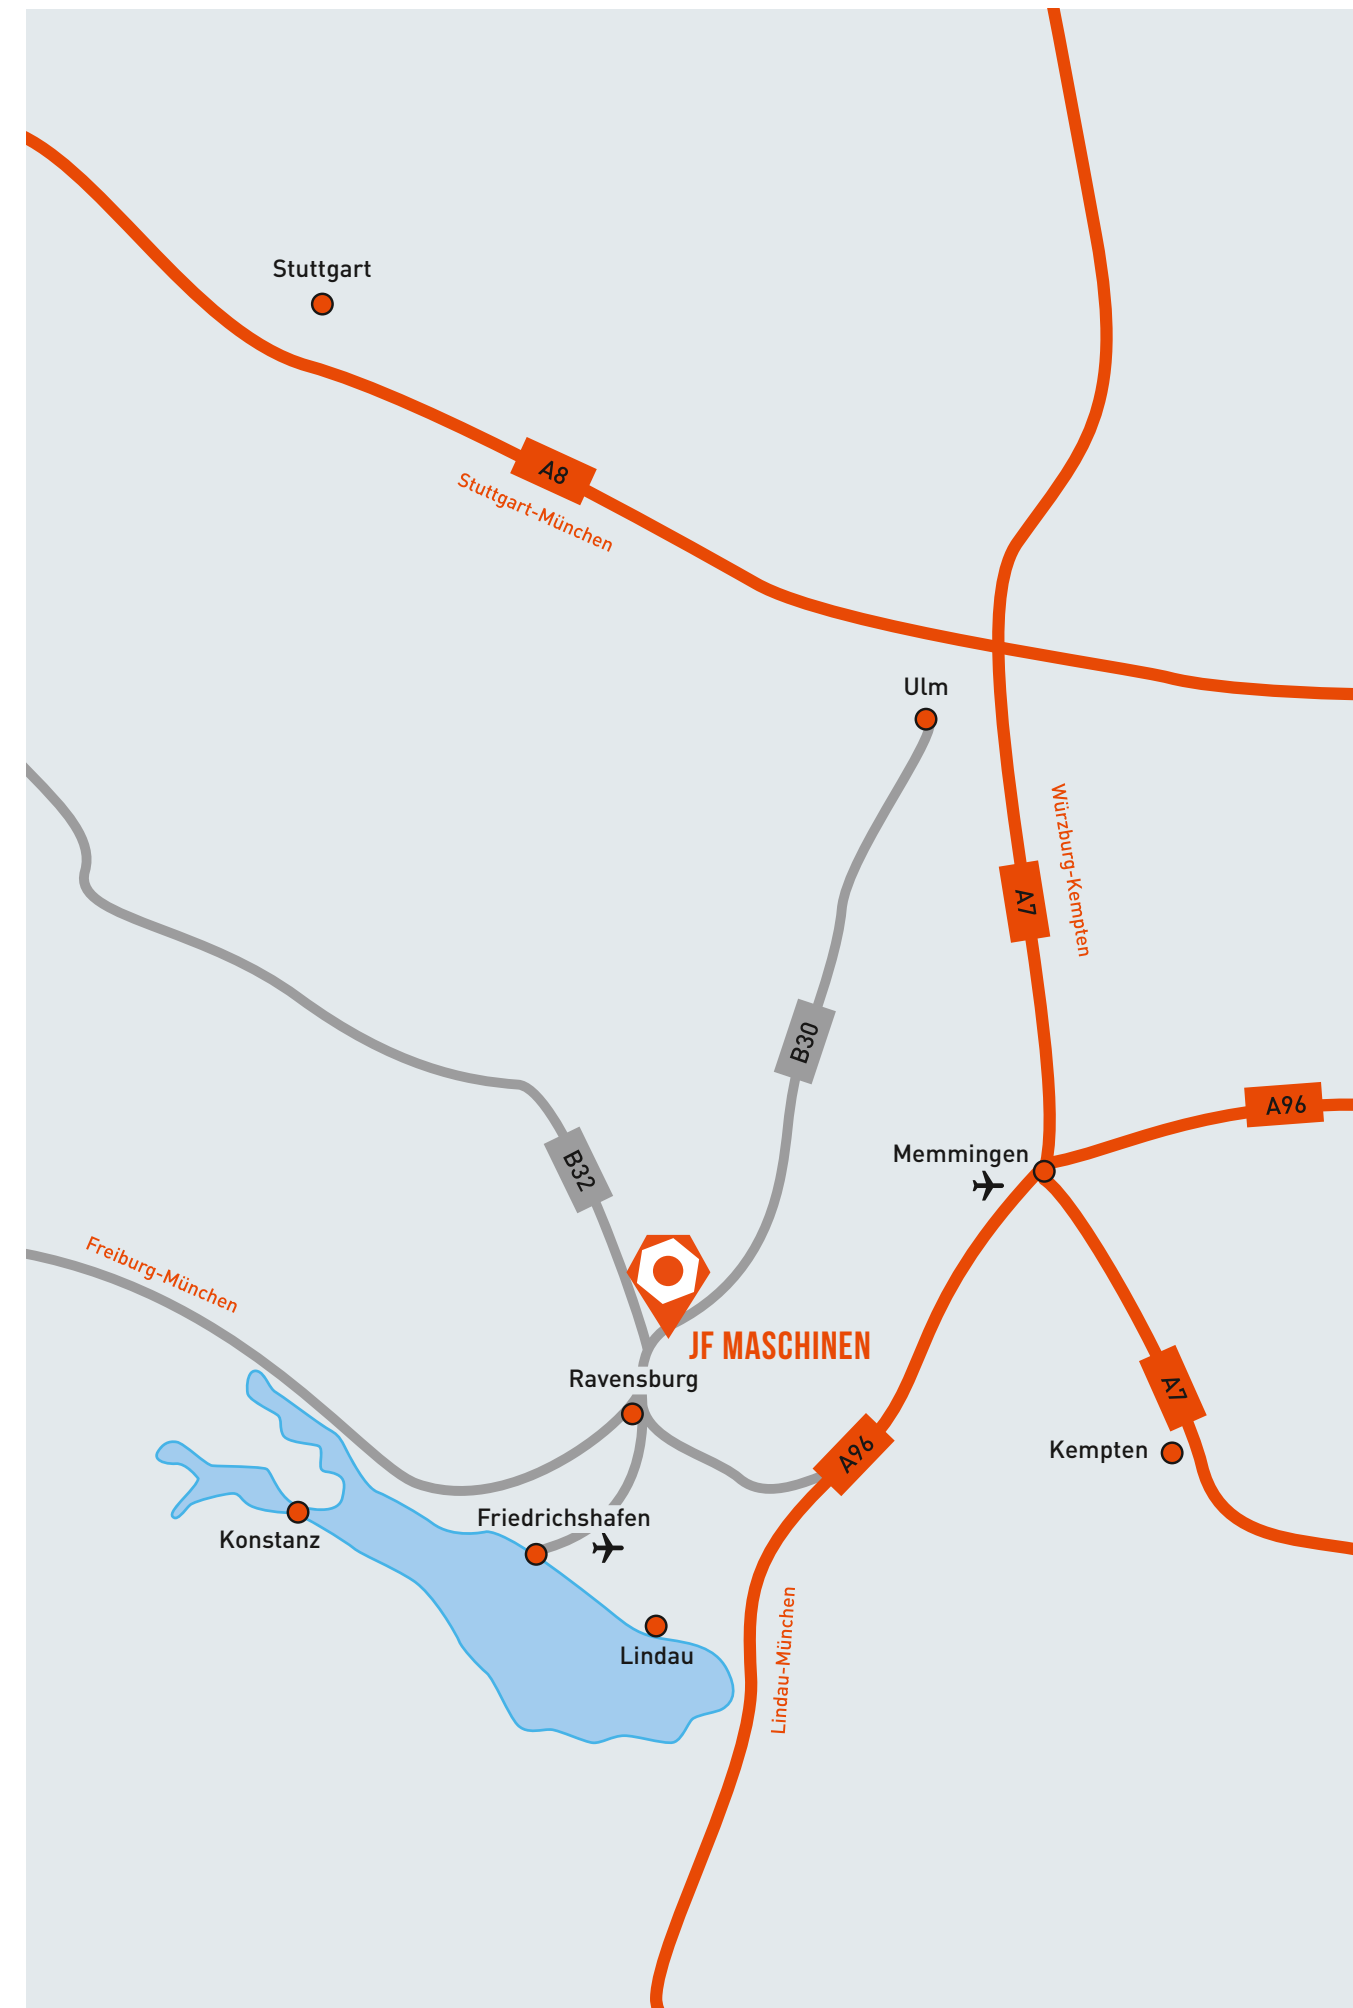 Stuttgart
A8
Stuttgart-München
Ulm
Würzburg-Kempten
A7
B30
A96
Memmingen
B32
Freiburg-München
JF MASCHINEN
Ravensburg
A7
A96
Kempten
Friedrichshafen
Konstanz
Lindau
Lindau-München